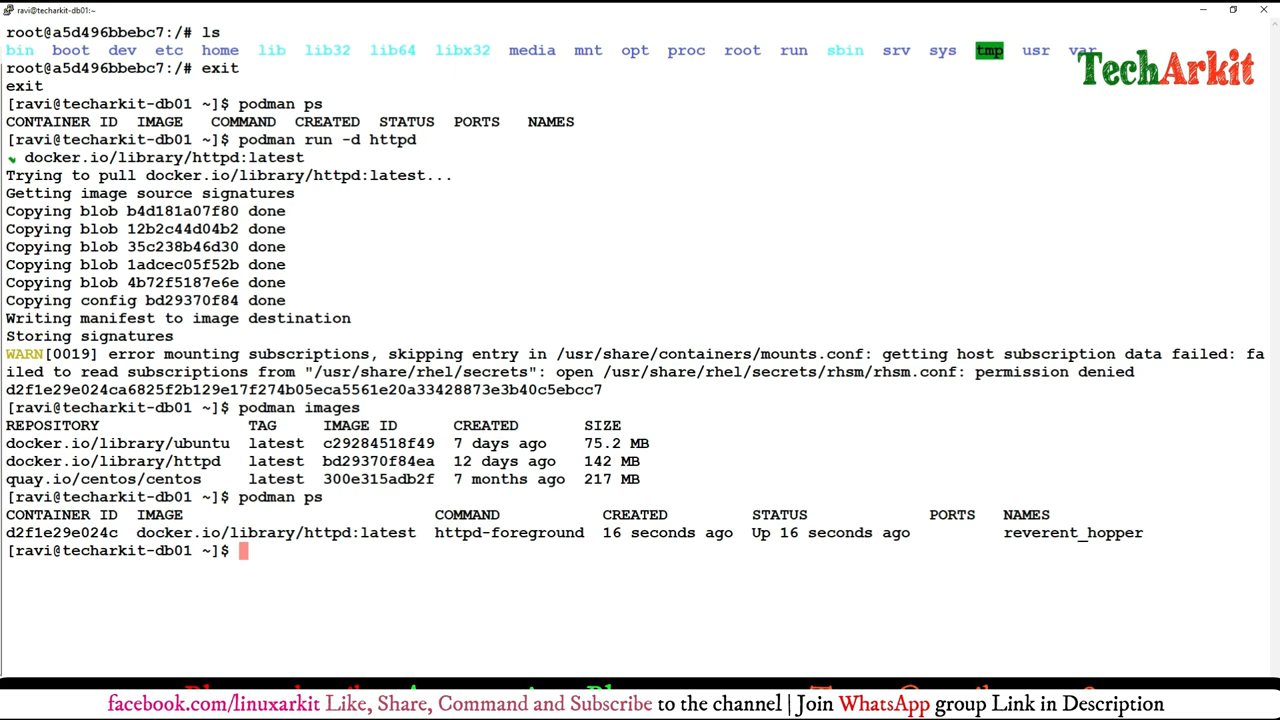 ravi@techarkit-db01:~
root@a5d496bbebc7:/# ls
bin boot dev etc home lib lib32 lib64 libx32 media mnt opt proc root run sbin srv sys tmp usr var
TechArkit
root@a5d496bbebc7:/# exit
exit
[ravi@techarkit-db01 ~]$ podman ps
CONTAINER ID IMAGE COMMAND CREATED STATUS PORTS NAMES
[ravi@techarkit-db01 ~]$ podman run -d httpd
✔ docker.io/library/httpd:latest
Trying to pull docker.io/library/httpd:latest...
Getting image source signatures
Copying blob b4d181a07f80 done
Copying blob 12b2c44d04b2 done
Copying blob 35c238b46d30 done
Copying blob 1adcec05f52b done
Copying blob 4b72f5187e6e done
Copying config bd29370f84 done
Writing manifest to image destination
Storing signatures
WARN[0019] error mounting subscriptions, skipping entry in /usr/share/containers/mounts.conf: getting host subscription data failed: fa
iled to read subscriptions from "/usr/share/rhel/secrets": open /usr/share/rhel/secrets/rhsm/rhsm.conf: permission denied
d2f1e29e024ca6825f2b129e17f274b05eca5561e20a33428873e3b40c5ebcc7
[ravi@techarkit-db01 ~]$ podman images
REPOSITORY TAG IMAGE ID CREATED SIZE
docker.io/library/ubuntu latest c29284518f49 7 days ago 75.2 MB
docker.io/library/httpd latest bd29370f84ea 12 days ago 142 MB
quay.io/centos/centos latest 300e315adb2f 7 months ago 217 MB
[ravi@techarkit-db01 ~]$ podman ps
CONTAINER ID IMAGE COMMAND CREATED STATUS PORTS NAMES
d2f1e29e024c docker.io/library/httpd:latest httpd-foreground 16 seconds ago Up 16 seconds ago reverent_hopper
[ravi@techarkit-db01 ~]$
facebook.com/linuxarkit Like, Share, Command and Subscribe to the channel | Join WhatsApp group Link in Description